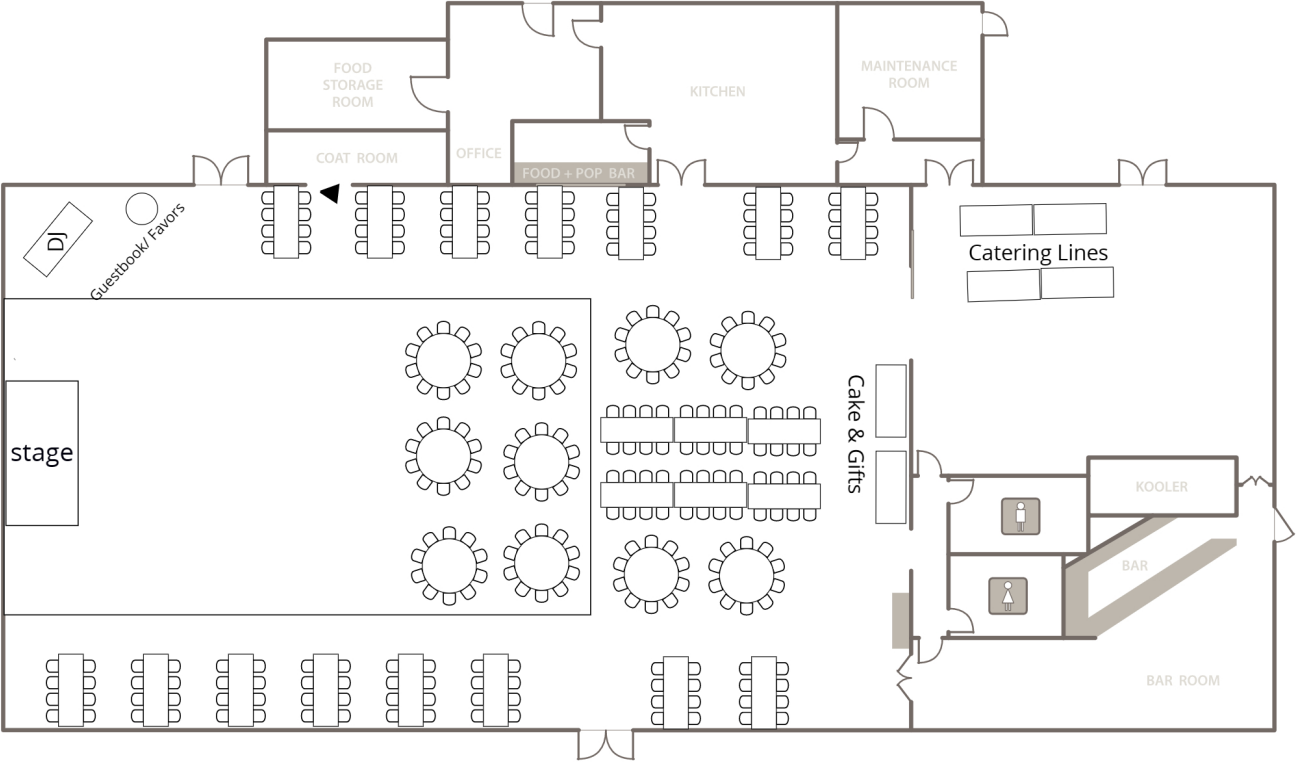 FOOD
STORAGE
ROOM
COAT ROOM
OFFICE
FOOD + POP BAR
KITCHEN
MAINTENANCE
ROOM
DJ
Guestbook/ Favors
Catering Lines
stage
Cake & Gifts
KOOLER
BAR
BAR ROOM